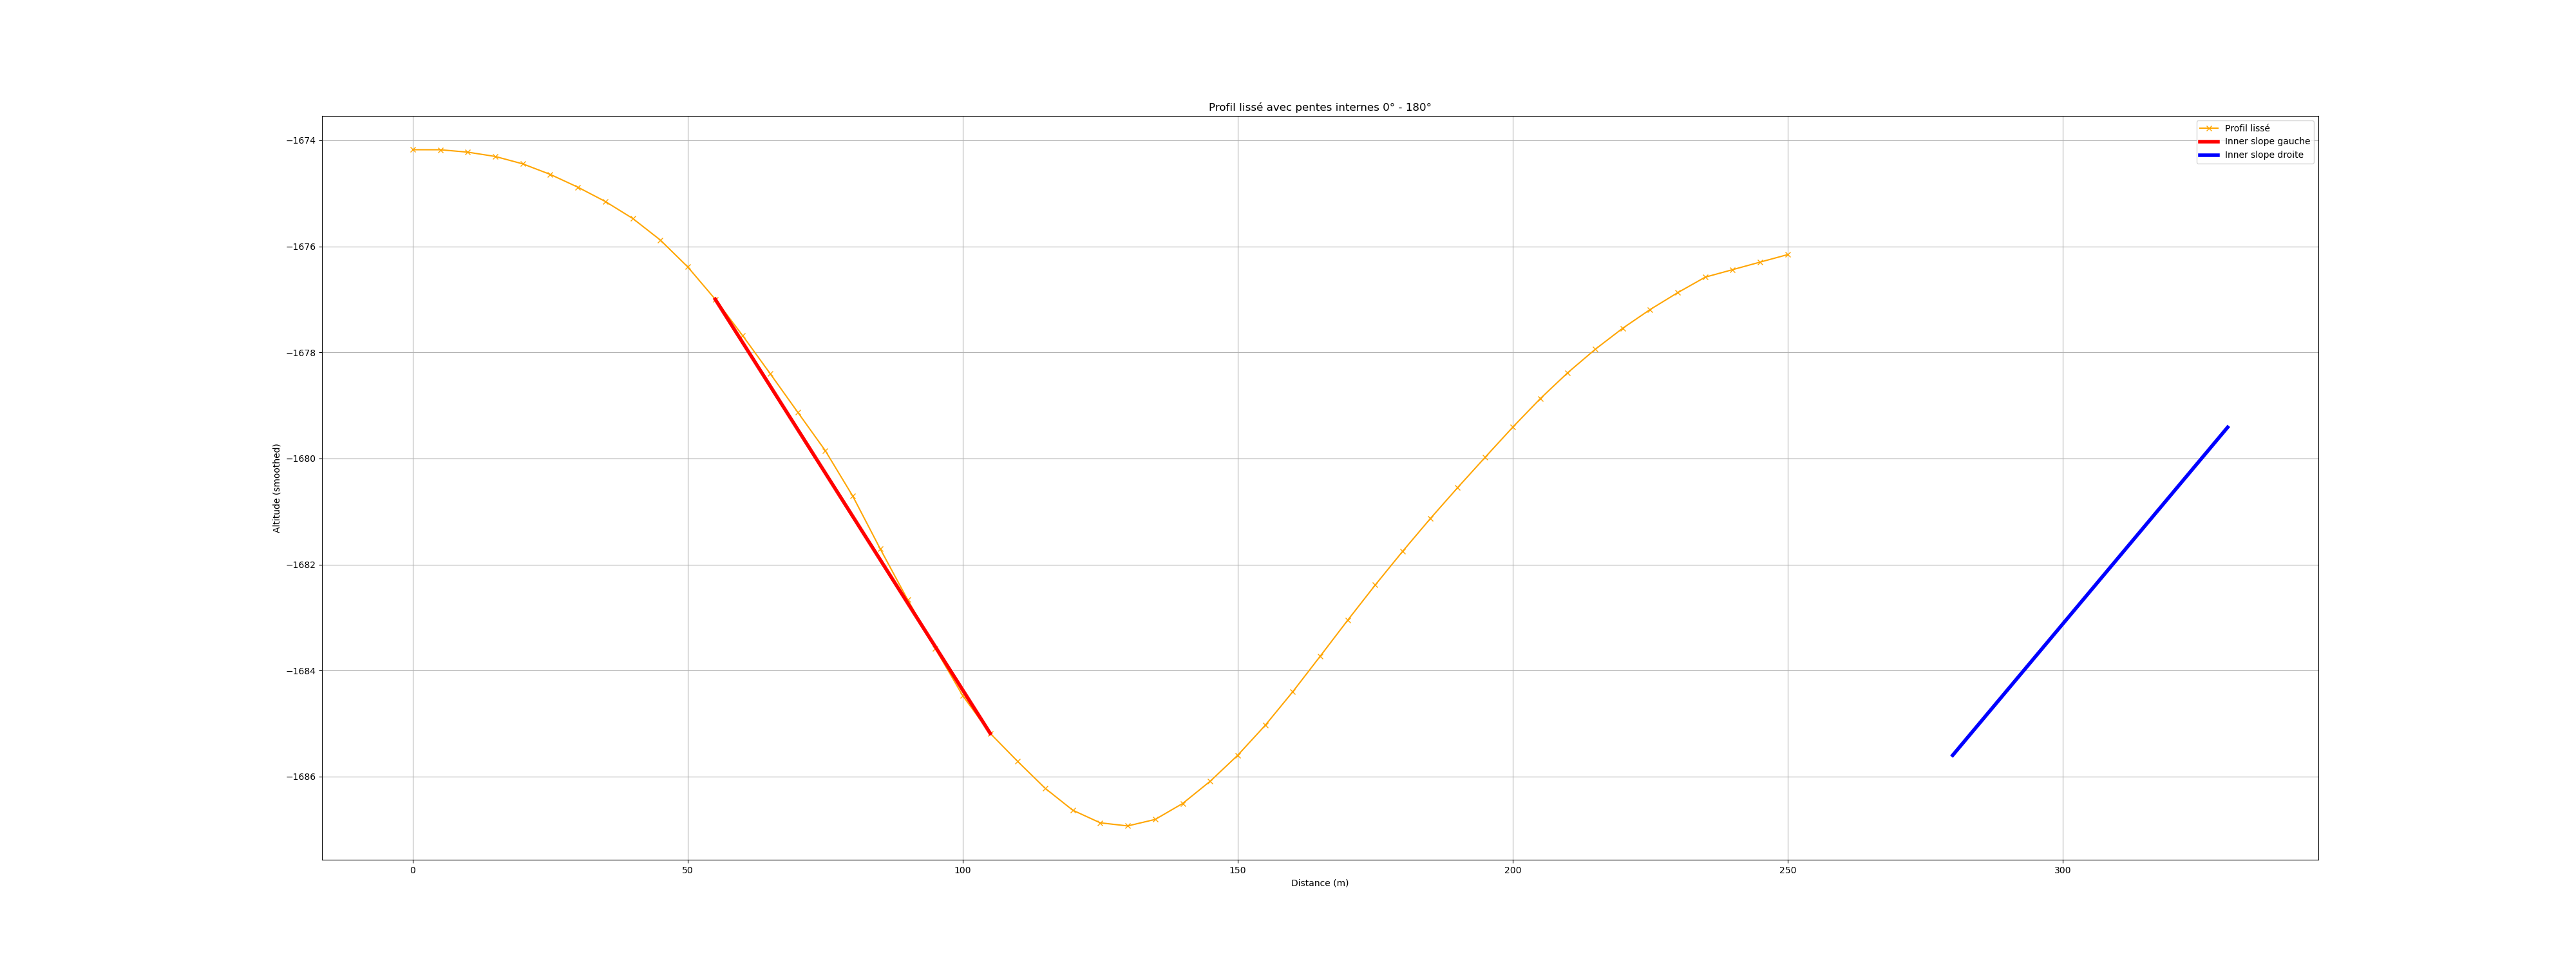 Profil lissé avec pentes internes 0° - 180°
Profil lissé
Inner slope gauche
Inner slope droite
Altitude (smoothed)
−1674
−1676
−1678
−1680
−1682
−1684
−1686
0 50 100 150 200 250 300
Distance (m)